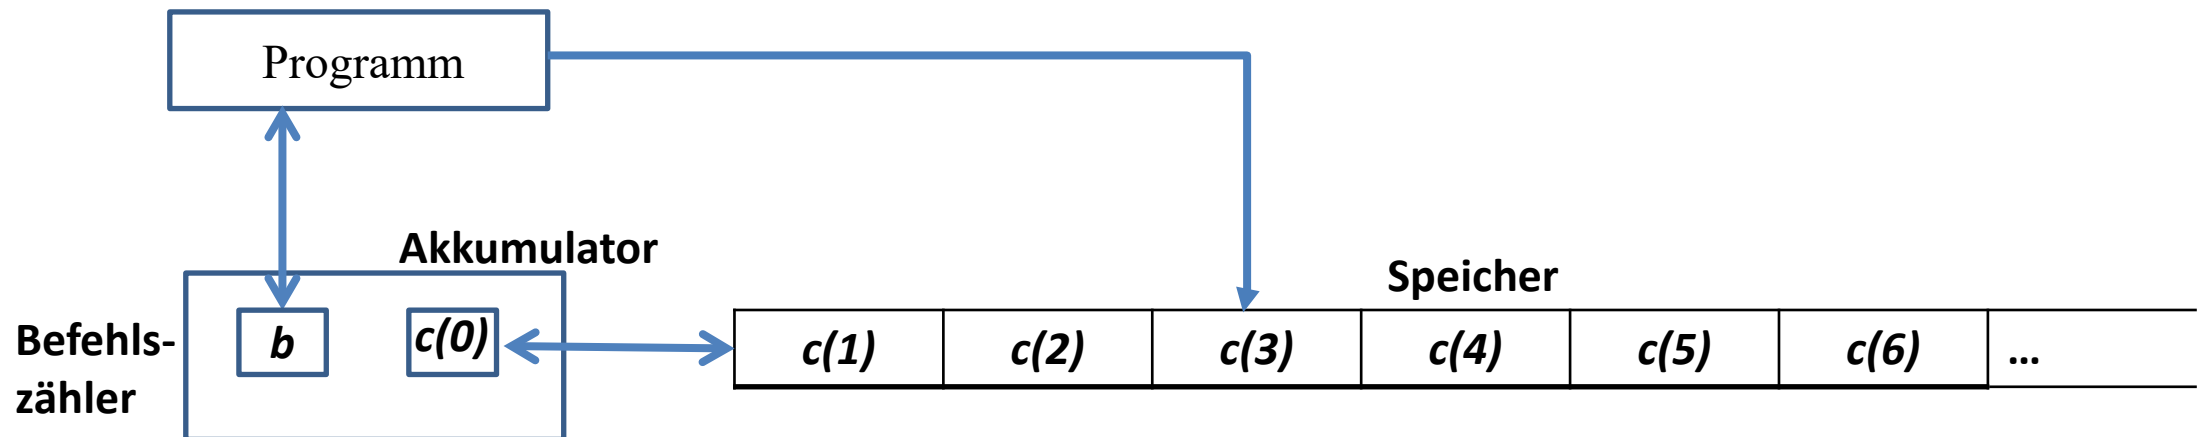 Programm
Akkumulator
Speicher
Befehls-
zähler
b
c(0)
c(1) c(2) c(3) c(4) c(5) c(6) ...